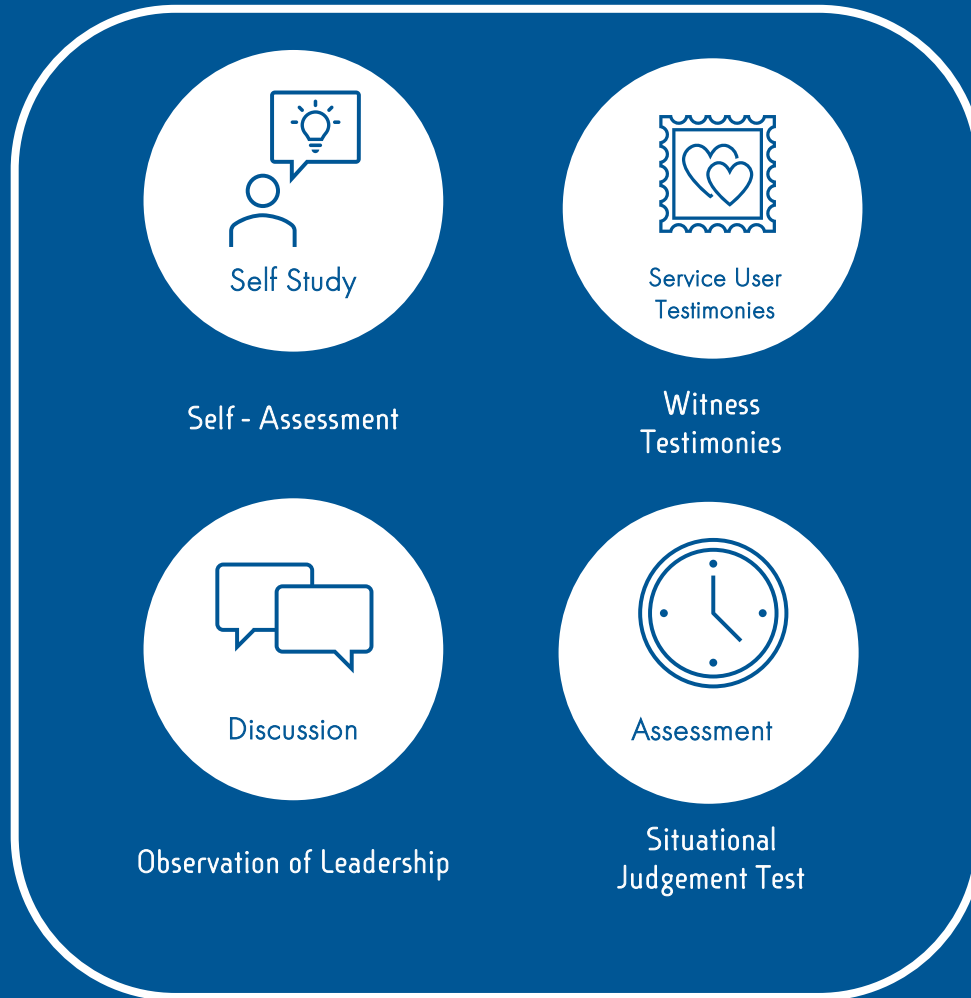 Self Study
Service User
Testimonies
Self - Assessment
Witness
Testimonies
Discussion
Assessment
Observation of Leadership
Situational
Judgement Test